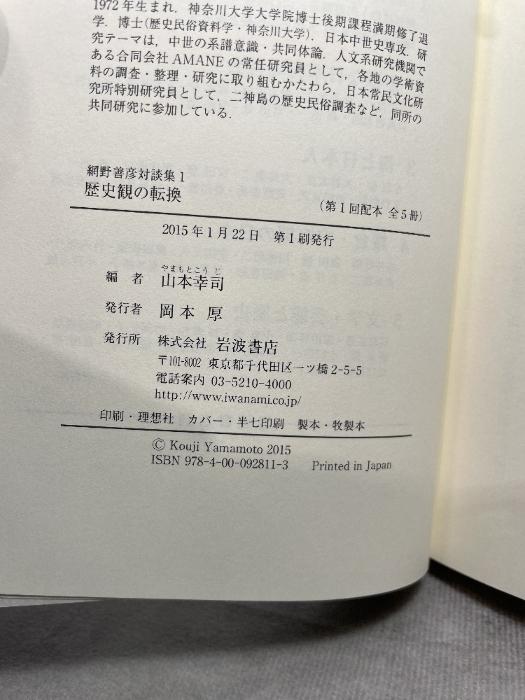 1972年生まれ．神奈川大学大学院博士後期課程満期修了退
学．博士(歴史民俗資料学・神奈川大学)．日本中世史専攻．研
究テーマは，中世の系譜意識・共同体論．人文系研究機関で
ある合同会社AMANEの常任研究員として，各地の学術資
料の調査・整理・研究に取り組むかたわら，日本常民文化研
究所特別研究員として，二神島の歴史民俗調査など，同所の
共同研究に参加している．
網野善彦対談集1
歴史観の転換
(第1回配本 全5冊)
2015年1月22日 第1刷発行
やまもとこうじ
編者 山本幸司
発行者 岡本厚
発行所 株式会社 岩波書店
〒101-8002 東京都千代田区一ツ橋2-5-5
電話案内 03-5210-4000
http://www.iwanami.co.jp/
印刷・理想社 カバー・半七印刷 製本・牧製本
© Kouji Yamamoto 2015
ISBN 978-4-00-092811-3 Printed in Japan